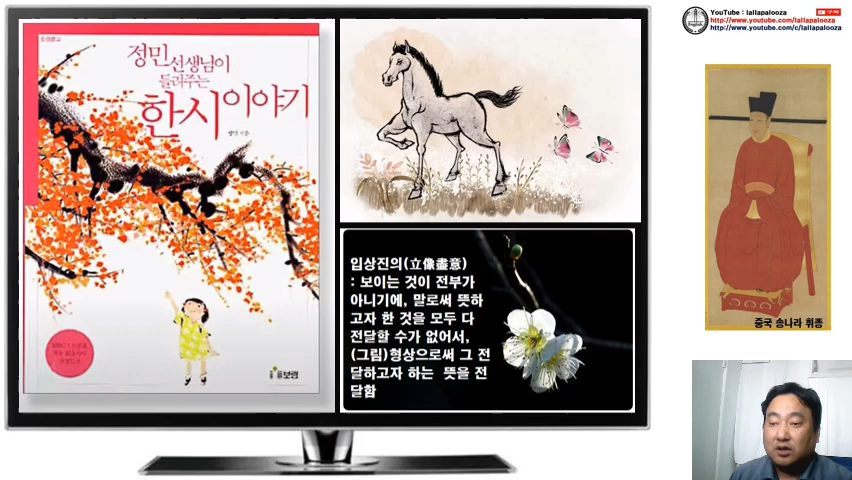 YouTube : lallapalooza
구독
http://www.youtube.com/lallapalooza
http://www.youtube.com/c/lallapalooza
정민 선생님이
들려주는
한시 이야기
정민 지음
보림
입상진의(立像盡意)
: 보이는 것이 전부가
아니기에, 말로써 뜻하
고자 한 것을 모두 다
전달할 수가 없어서,
(그림)형상으로써 그 전
달하고자 하는 뜻을 전
달함
중국 송나라 휘종